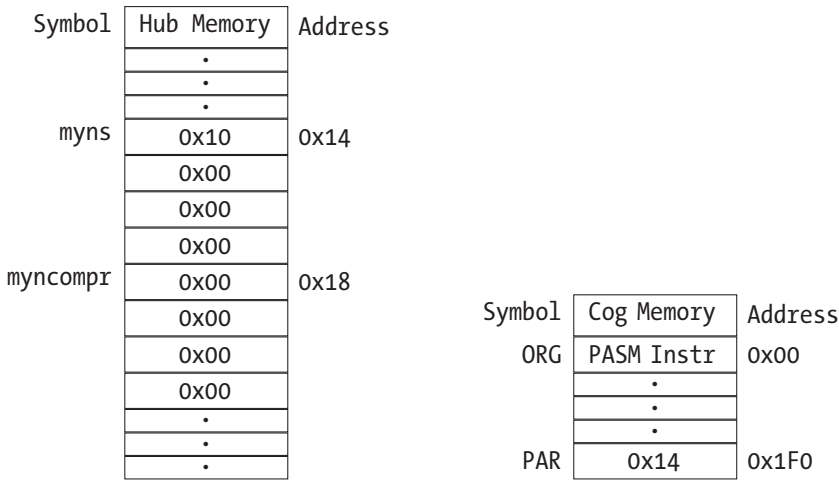 Symbol Hub Memory Address
.
.
.
myns 0x10 0x14
0x00
0x00
0x00
myncompr 0x00 0x18
0x00
0x00
0x00
.
.
.
Symbol Cog Memory Address
ORG PASM Instr 0x00
.
.
.
PAR 0x14 0x1F0